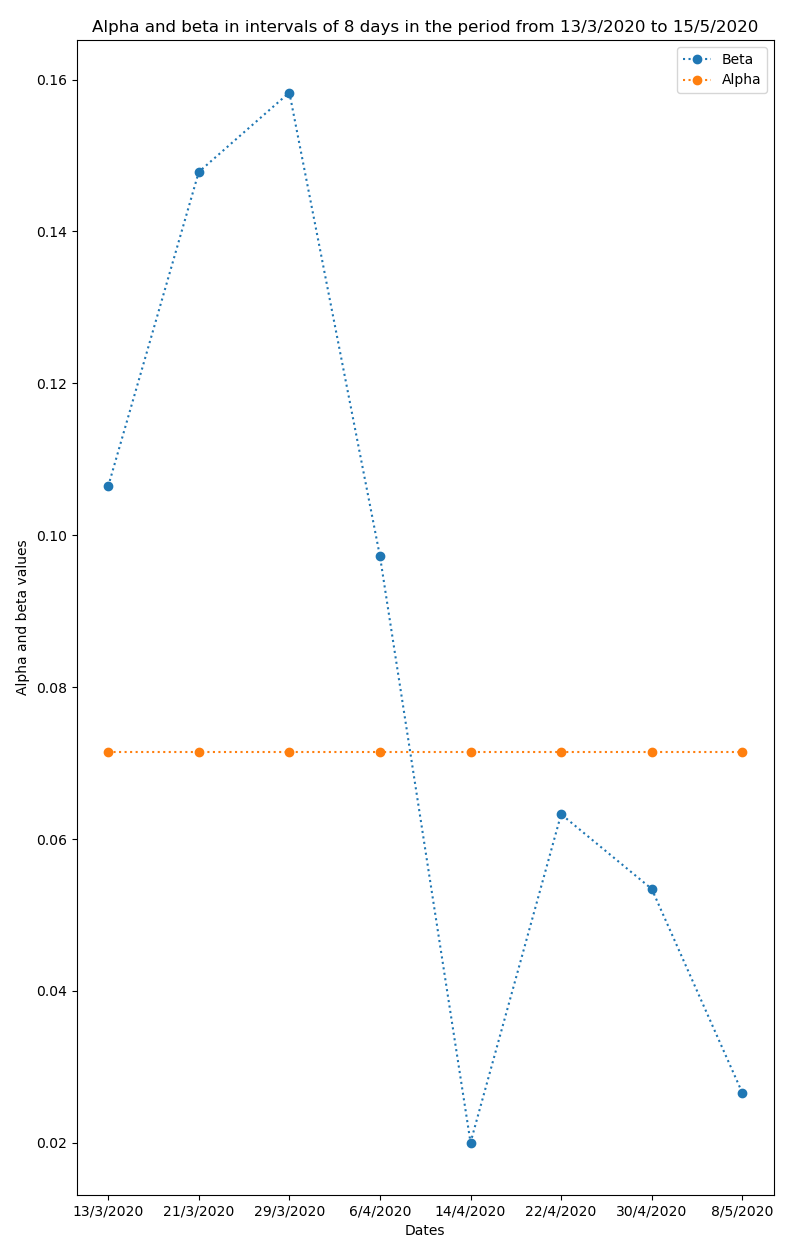 Alpha and beta in intervals of 8 days in the period from 13/3/2020 to 15/5/2020
Beta
Alpha
0.16
0.14
0.12
0.10
0.08
0.06
0.04
0.02
Alpha and beta values
13/3/2020 21/3/2020 29/3/2020 6/4/2020 14/4/2020 22/4/2020 30/4/2020 8/5/2020
Dates